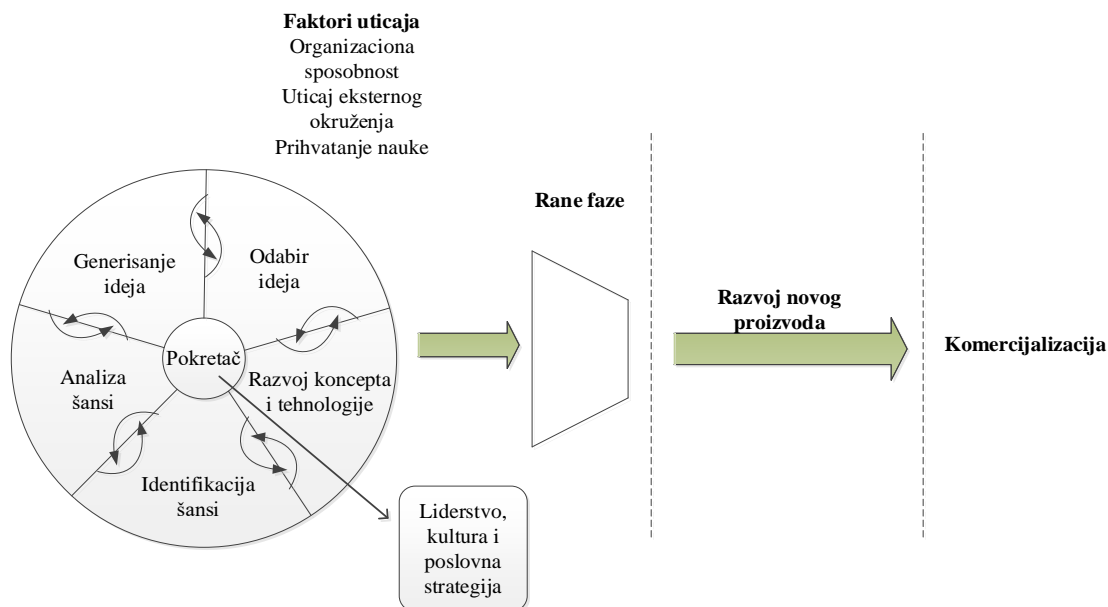 Faktori uticaja
Organizaciona
sposobnost
Uticaj eksternog
okruženja
Prihvatanje nauke
Generisanje
ideja
Odabir
ideja
Pokretač
Analiza
šansi
Razvoj koncepta
i tehnologije
Identifikacija
šansi
Liderstvo,
kultura i
poslovna
strategija
Rane faze
Razvoj novog
proizvoda
Komercijalizacija